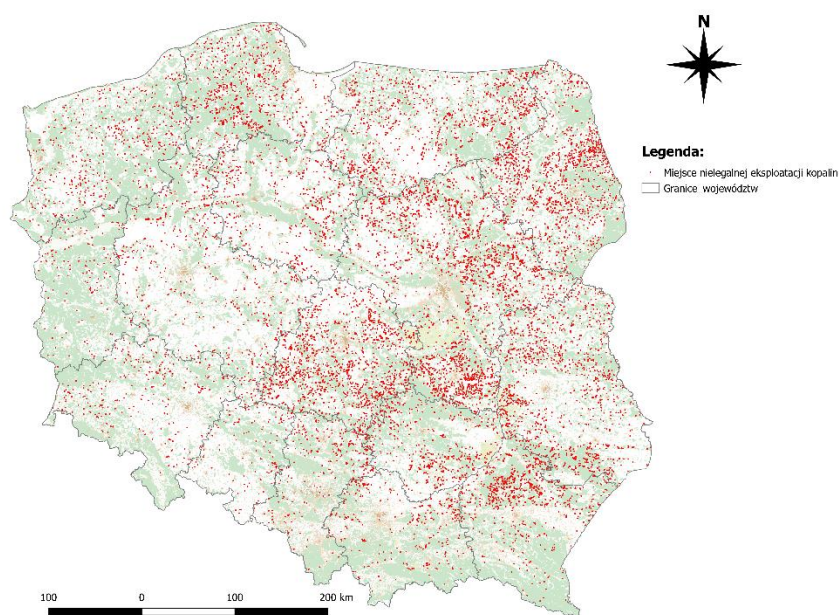 N
Legenda:
Miejsce nielegalnej eksploatacji kopalin
Granice województw
100 0 100 200 km